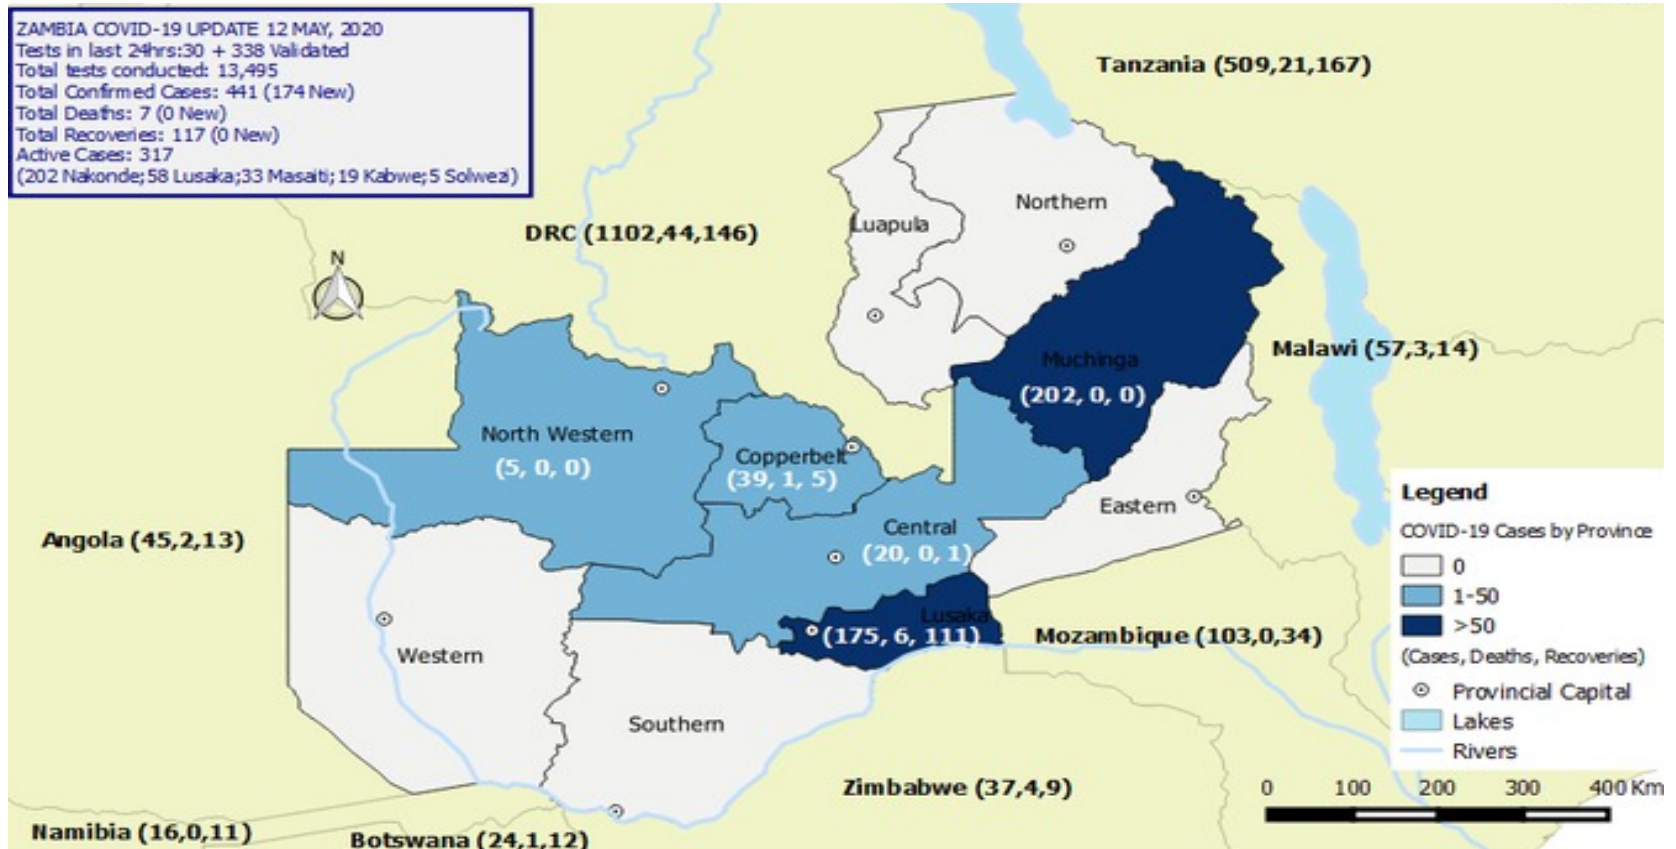 ZAMBIA COVID-19 UPDATE 12 MAY, 2020
Tests in last 24hrs:30 + 338 Validated
Total tests conducted: 13,495
Total Confirmed Cases: 441 (174 New)
Total Deaths: 7 (0 New)
Total Recoveries: 117 (0 New)
Active Cases: 317
(202 Nakonde;58 Lusaka;33 Masaiti;19 Kabwe;5 Solwezi)
Tanzania (509,21,167)
Northern
Luapula
DRC (1102,44,146)
N
Malawi (57,3,14)
Muchinga
(202, 0, 0)
North Western
(5, 0, 0)
Copperbelt
(39, 1, 5)
Eastern
Central
(20, 0, 1)
Angola (45,2,13)
Lusaka
(175, 6, 111)
Mozambique (103,0,34)
Western
Southern
Zimbabwe (37,4,9)
Namibia (16,0,11)
Botswana (24,1,12)
Legend
COVID-19 Cases by Province
0
1-50
>50
(Cases, Deaths, Recoveries)
Provincial Capital
Lakes
Rivers
0 100 200 300 400 Km